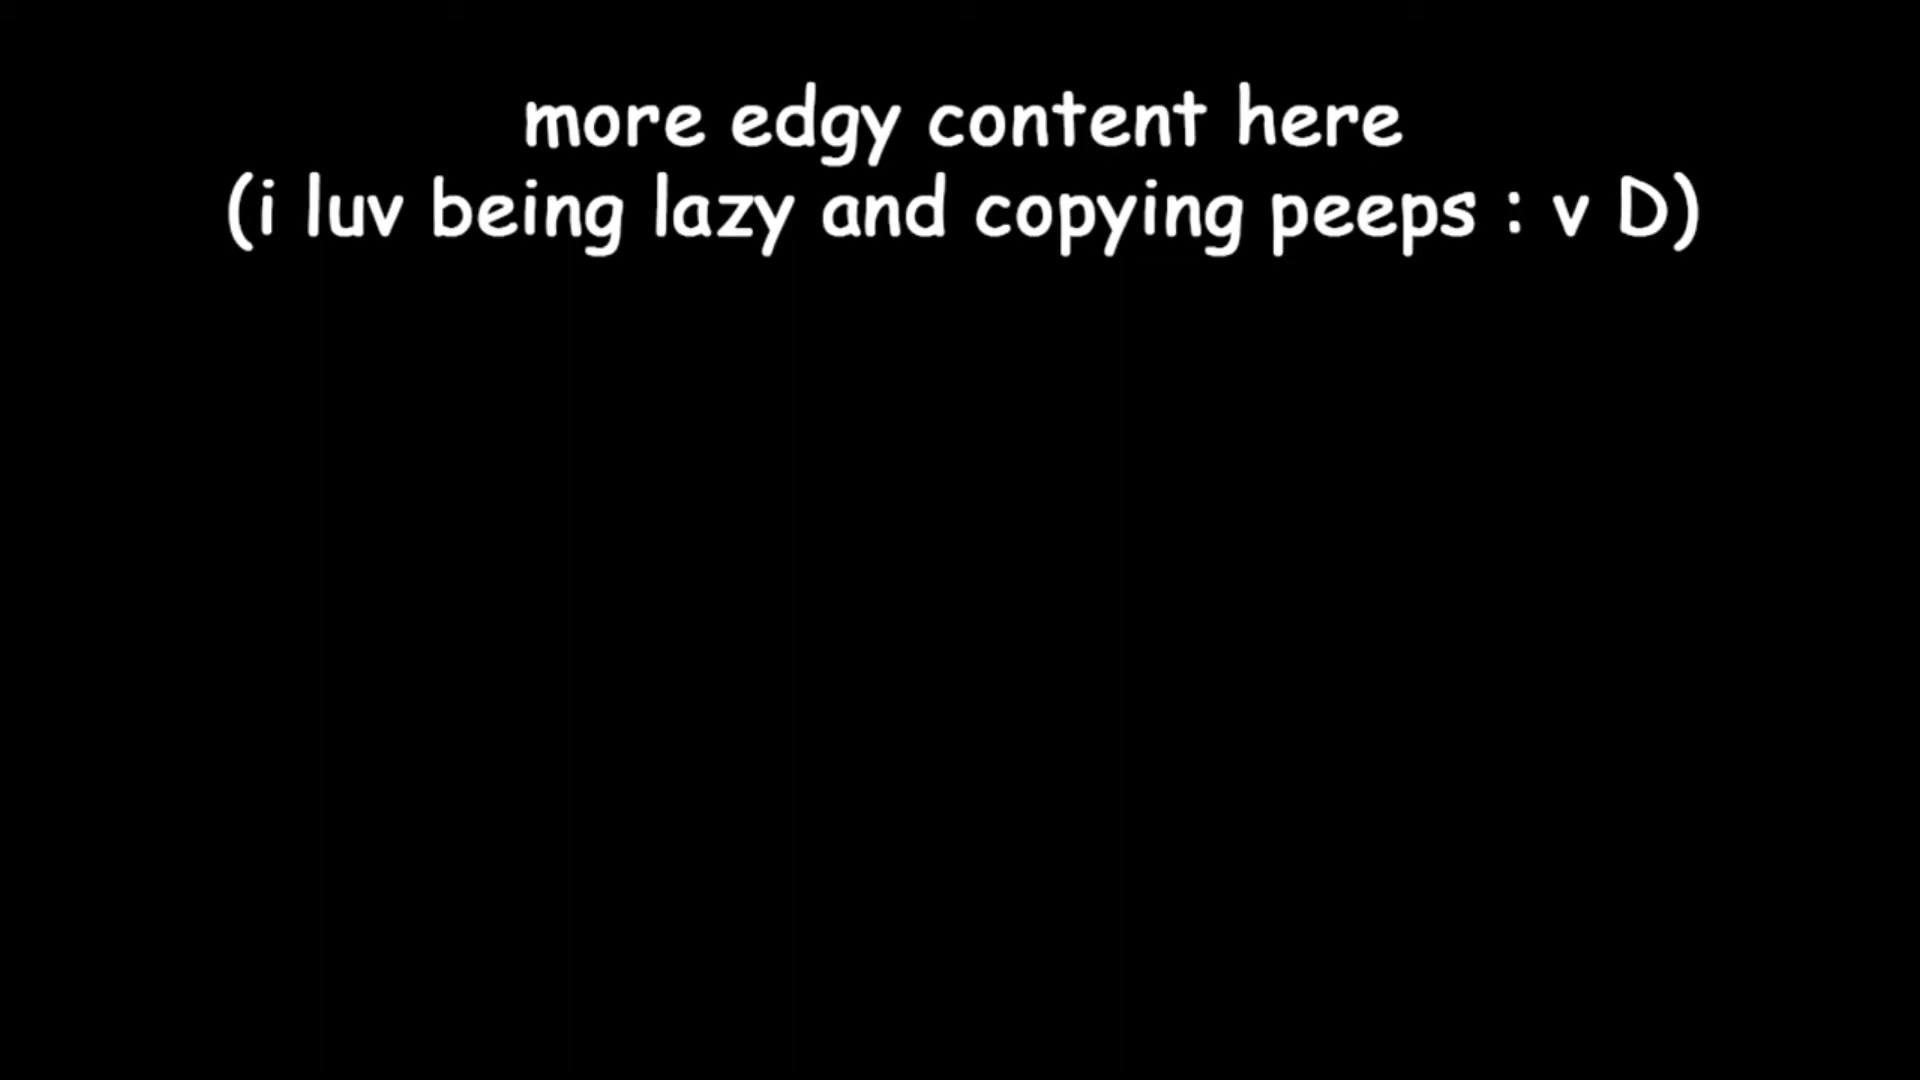 more edgy content here
(i luv being lazy and copying peeps : v D)